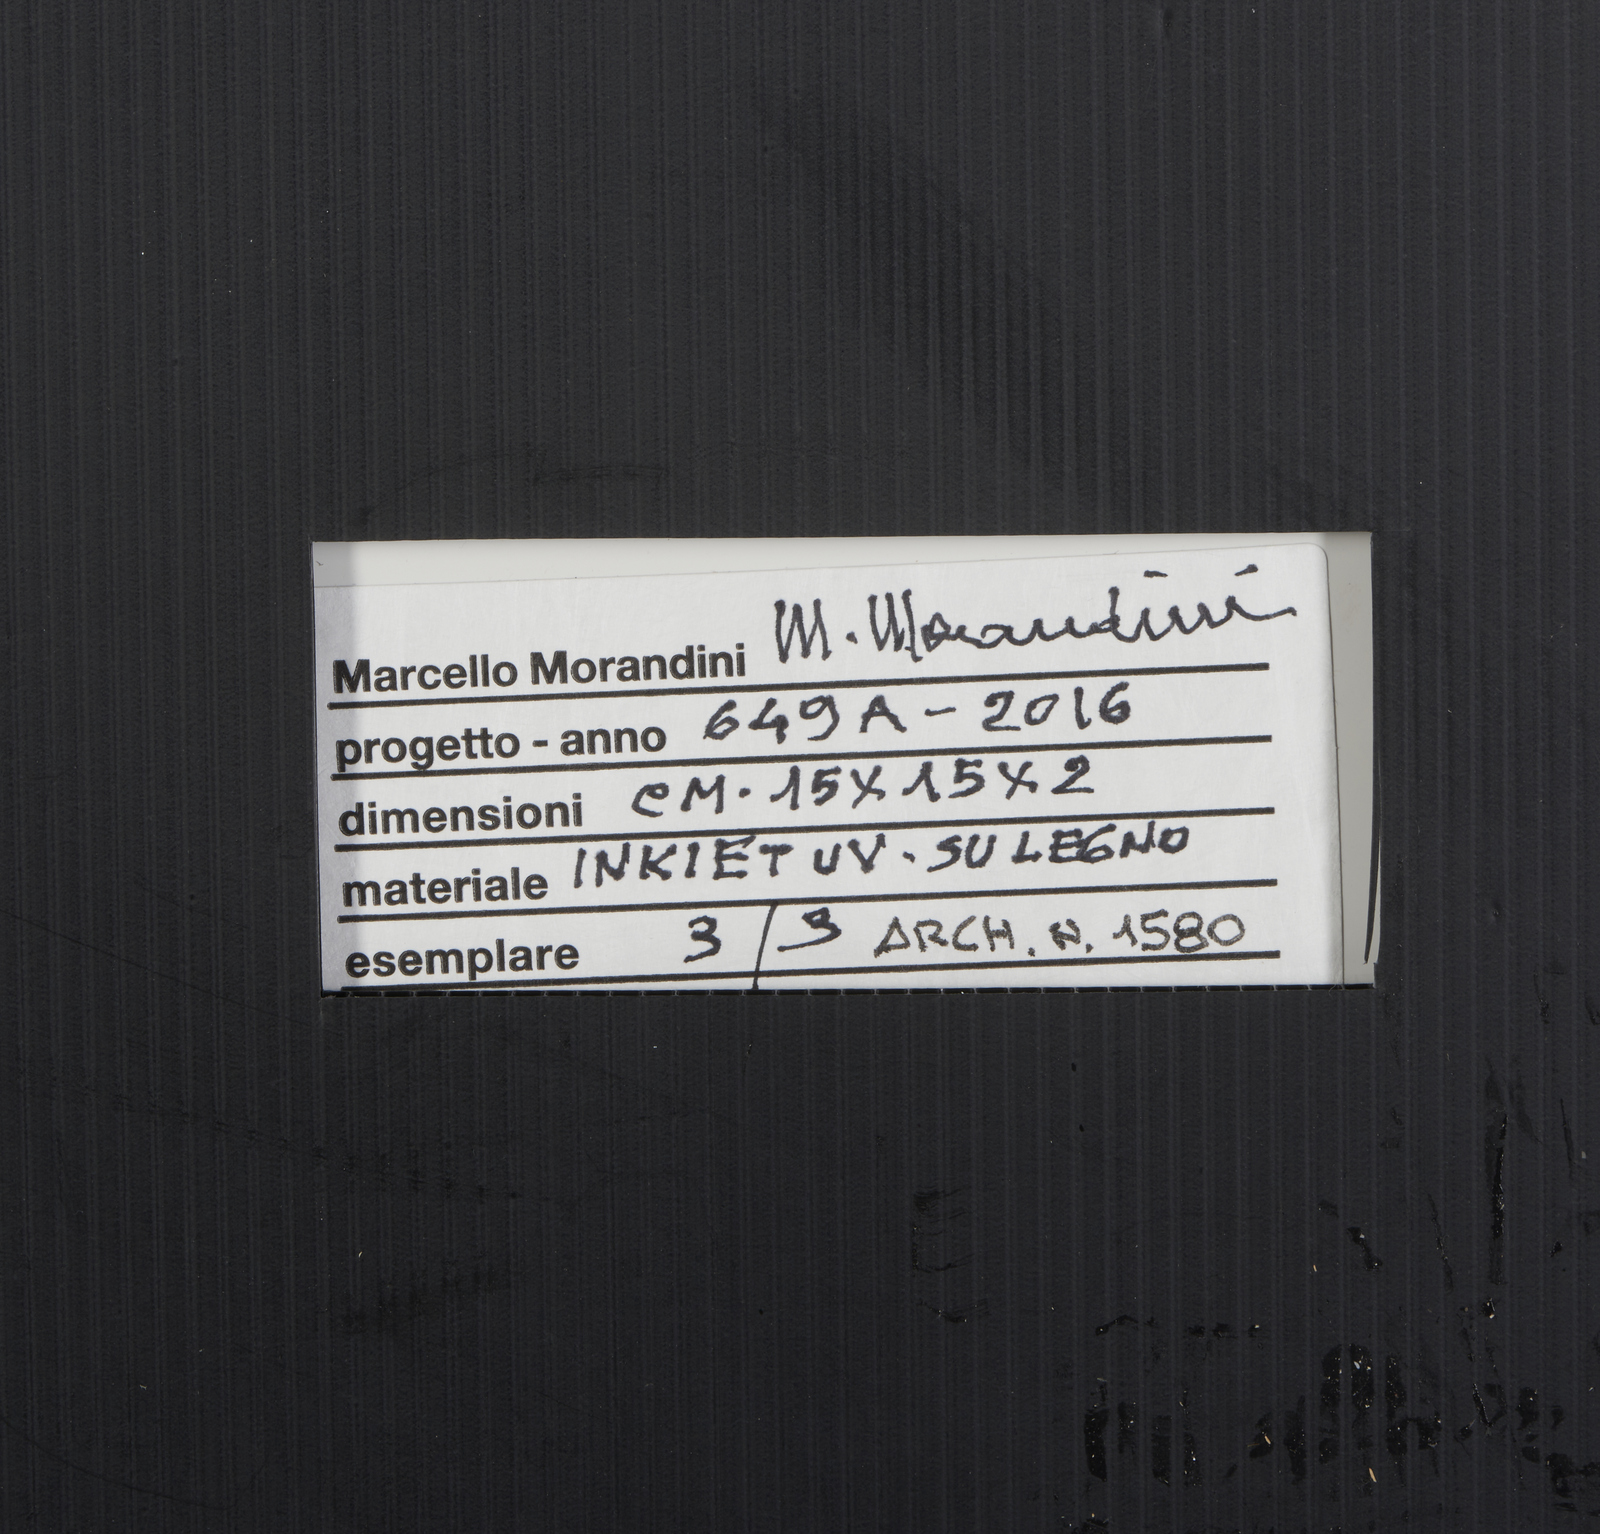 Marcello Morandini M. Morandini
progetto - anno 649A - 2016
dimensioni CM. 15X15X2
materiale INKIET UV. SU LEGNO
esemplare 3/3 ARCH. N. 1580